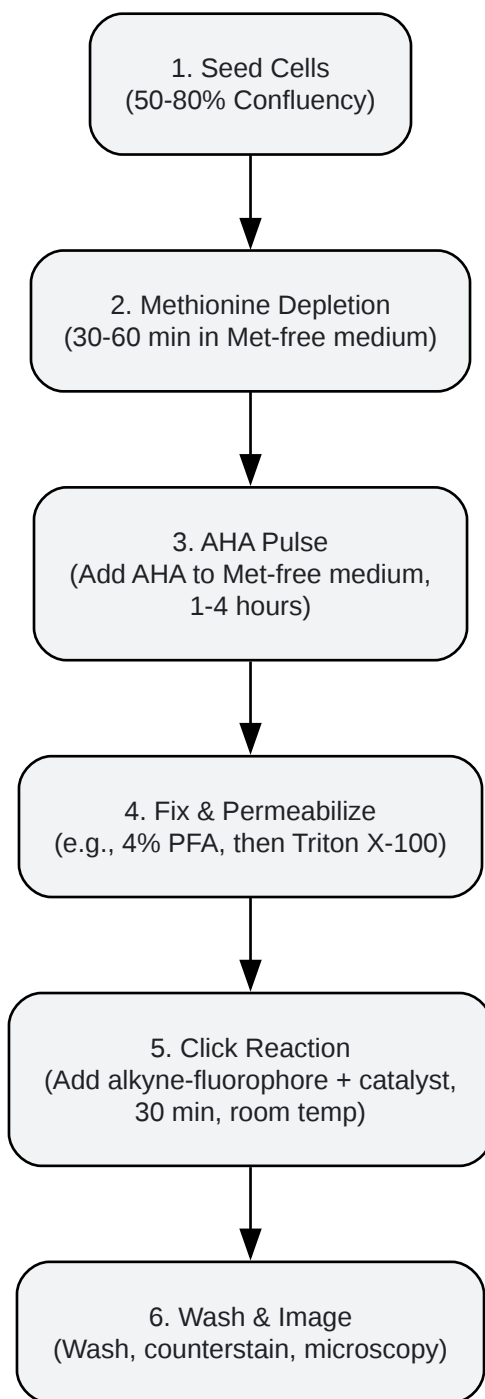 1. Seed Cells
(50-80% Confluency)
2. Methionine Depletion
(30-60 min in Met-free medium)
3. AHA Pulse
(Add AHA to Met-free medium,
1-4 hours)
4. Fix & Permeabilize
(e.g., 4% PFA, then Triton X-100)
5. Click Reaction
(Add alkyne-fluorophore + catalyst,
30 min, room temp)
6. Wash & Image
(Wash, counterstain, microscopy)